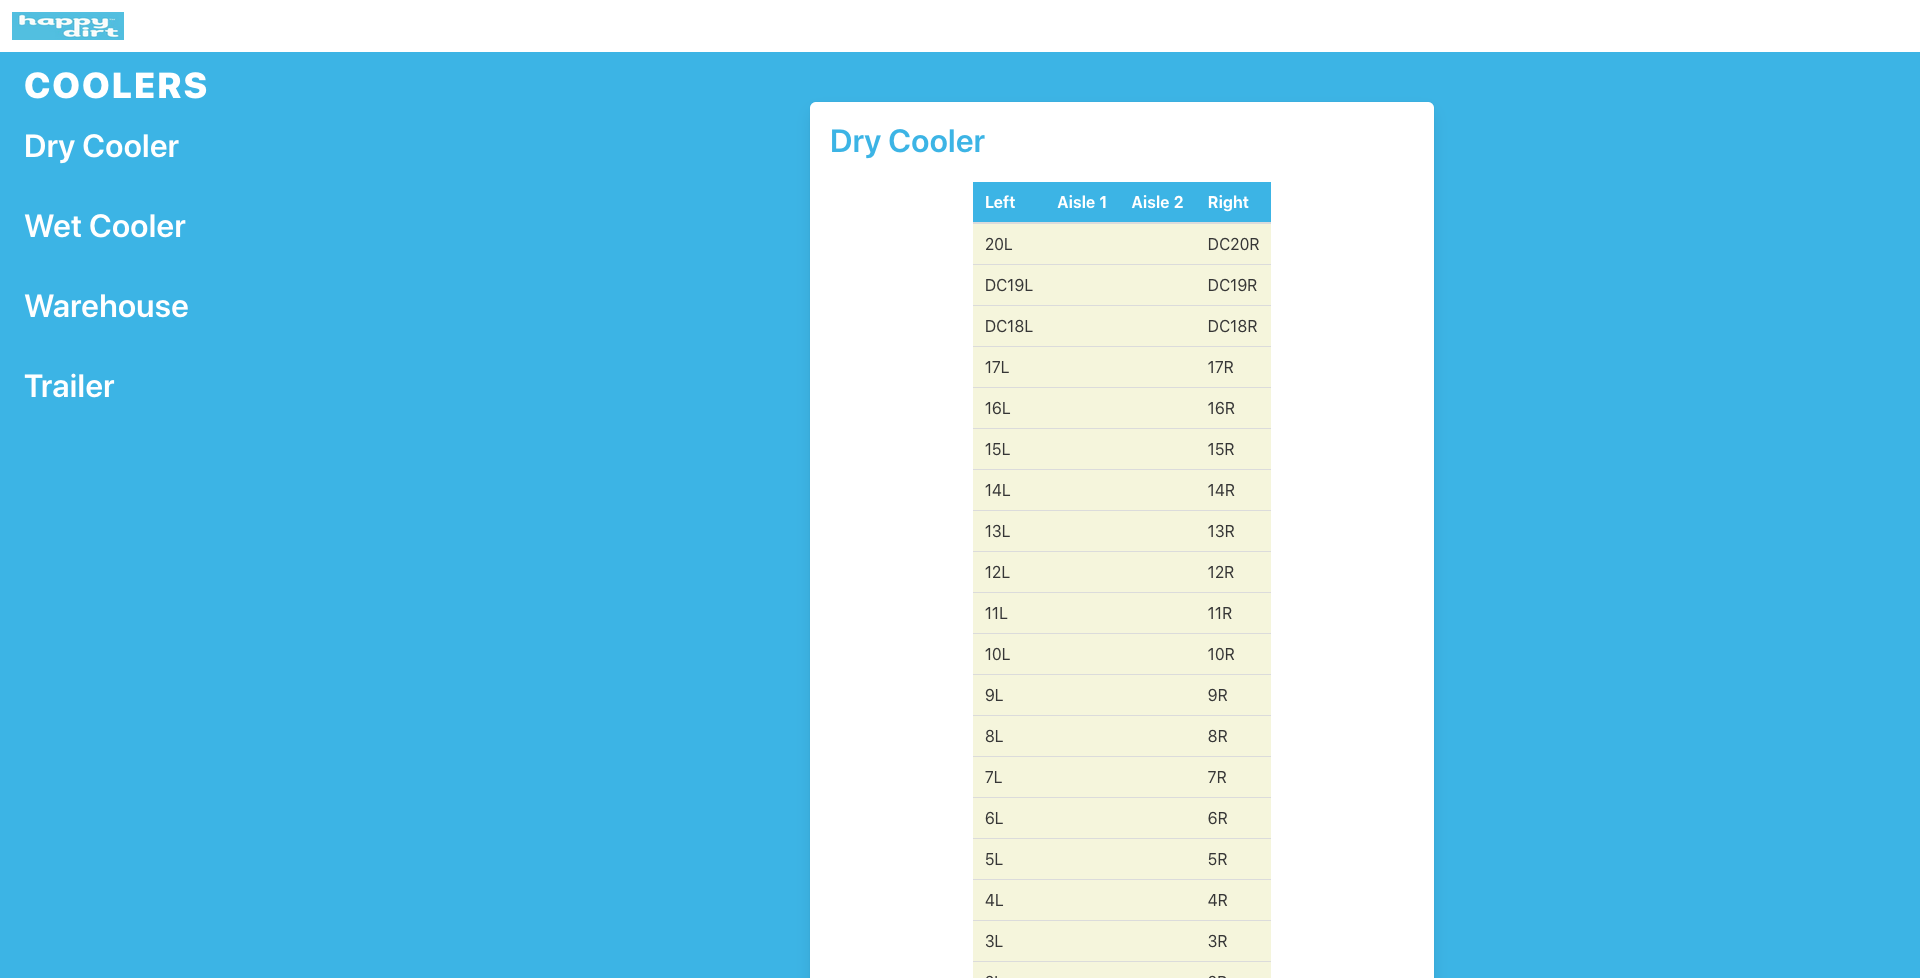 happy
dirt
COOLERS
Dry Cooler
Wet Cooler
Warehouse
Trailer
Dry Cooler
Left Aisle 1 Aisle 2 Right
20L DC20R
DC19L DC19R
DC18L DC18R
17L 17R
16L 16R
15L 15R
14L 14R
13L 13R
12L 12R
11L 11R
10L 10R
9L 9R
8L 8R
7L 7R
6L 6R
5L 5R
4L 4R
3L 3R